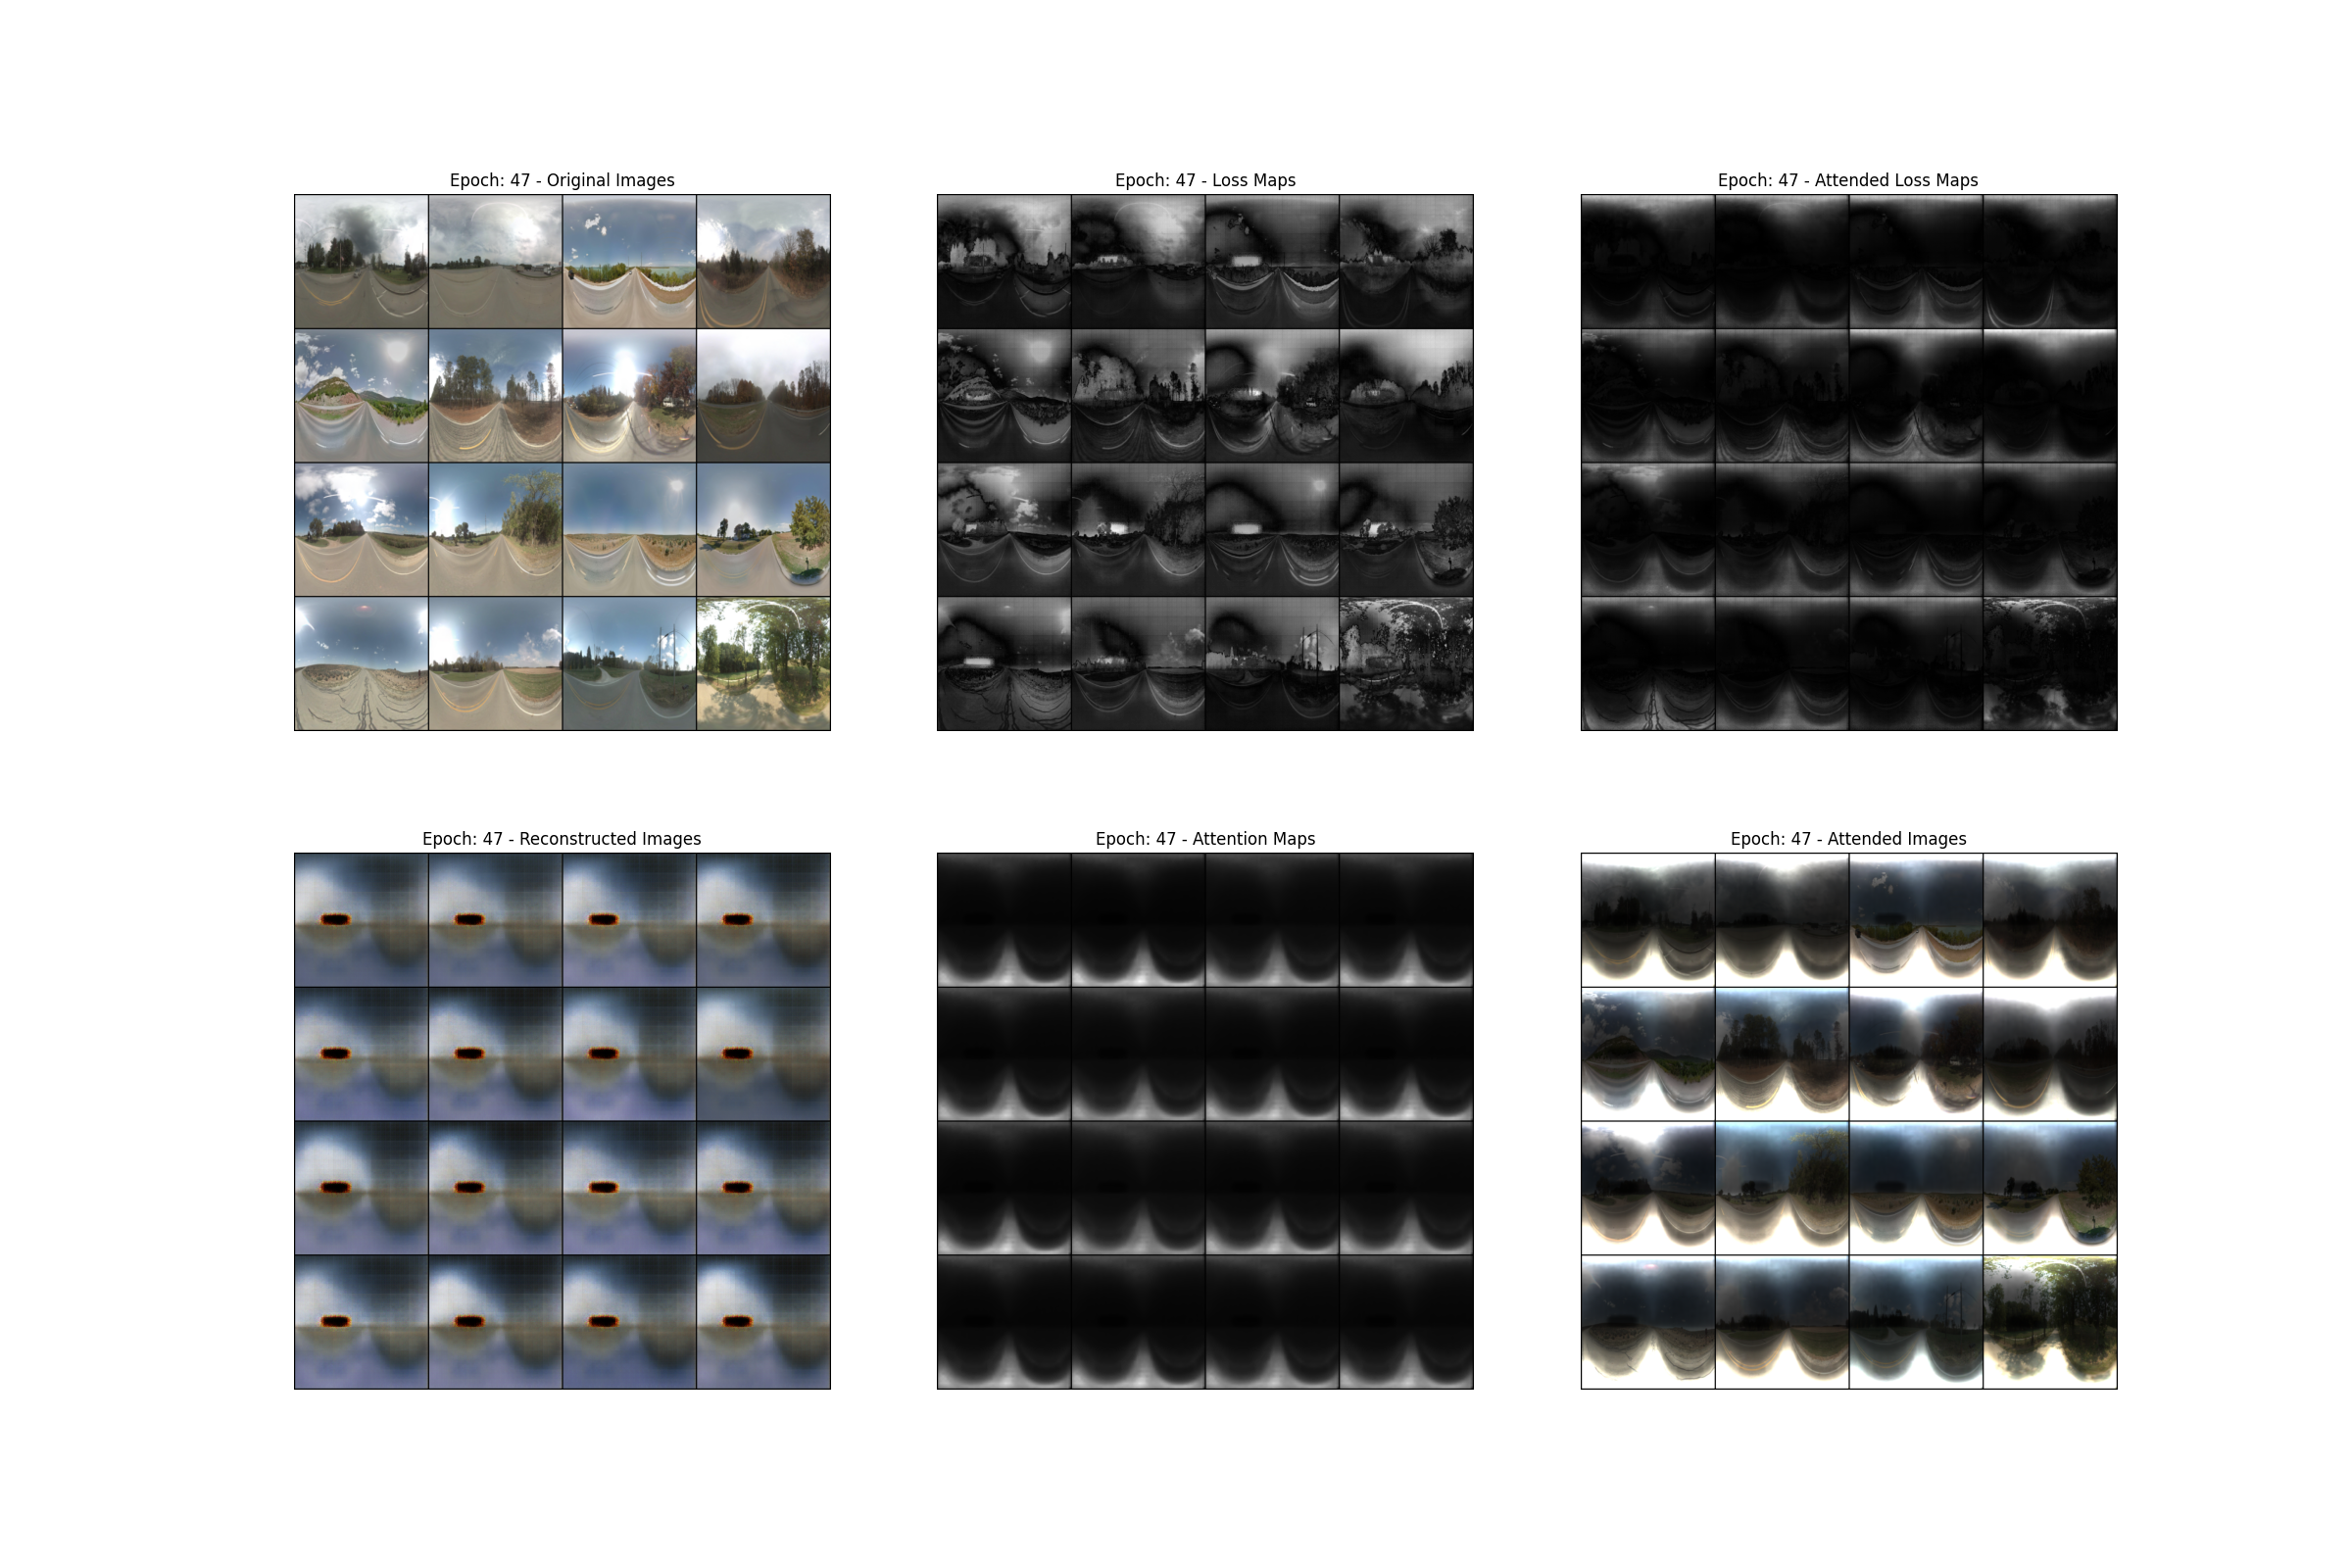 Epoch: 47 - Original Images
Epoch: 47 - Loss Maps
Epoch: 47 - Attended Loss Maps
Epoch: 47 - Reconstructed Images
Epoch: 47 - Attention Maps
Epoch: 47 - Attended Images